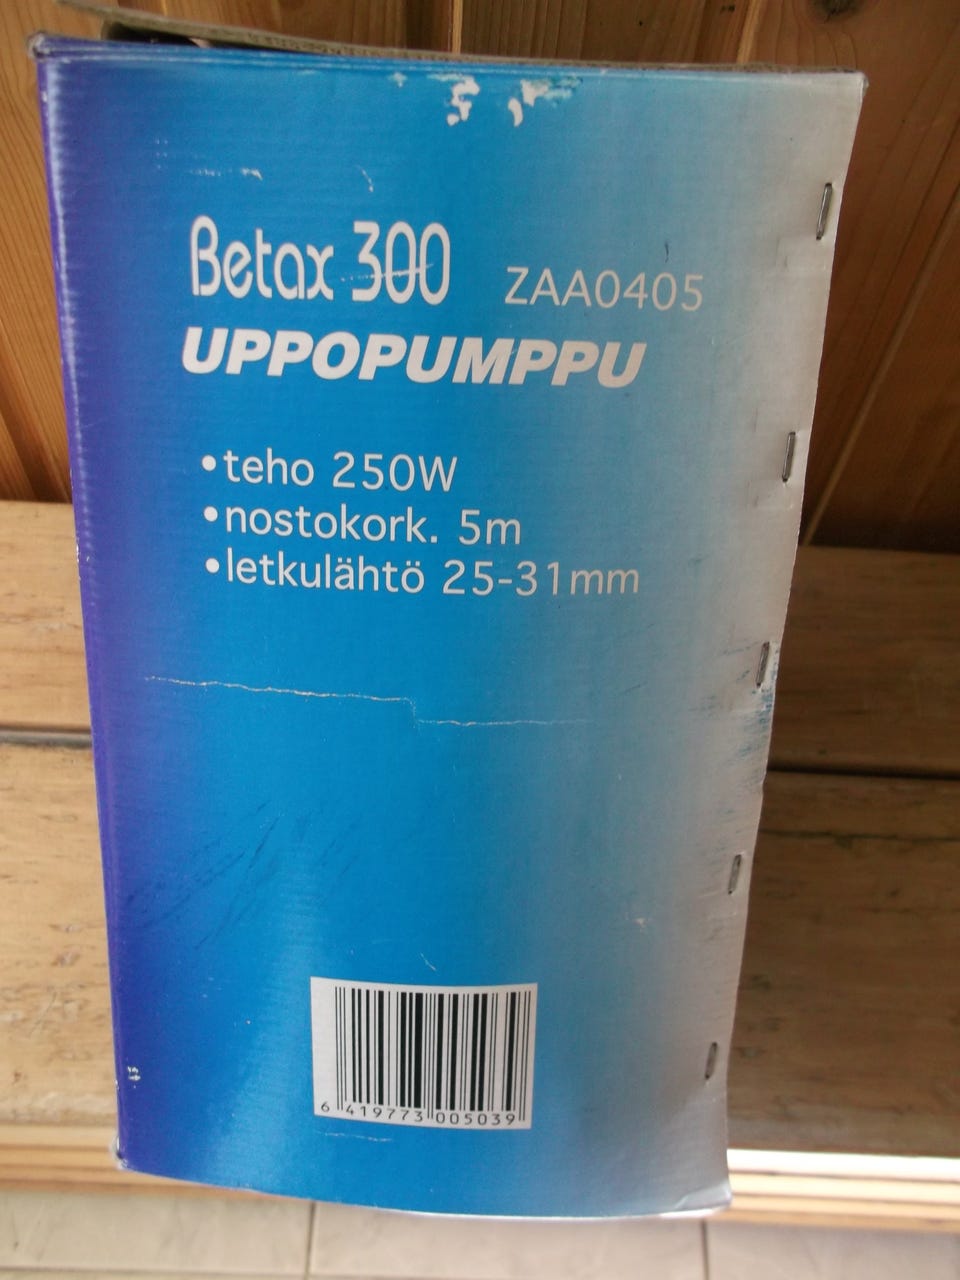 Betax 300 ZAA0405
UPPOPUMPPU
•teho 250W
•nostokork. 5m
•letkulähtö 25-31mm
6 419773 005039